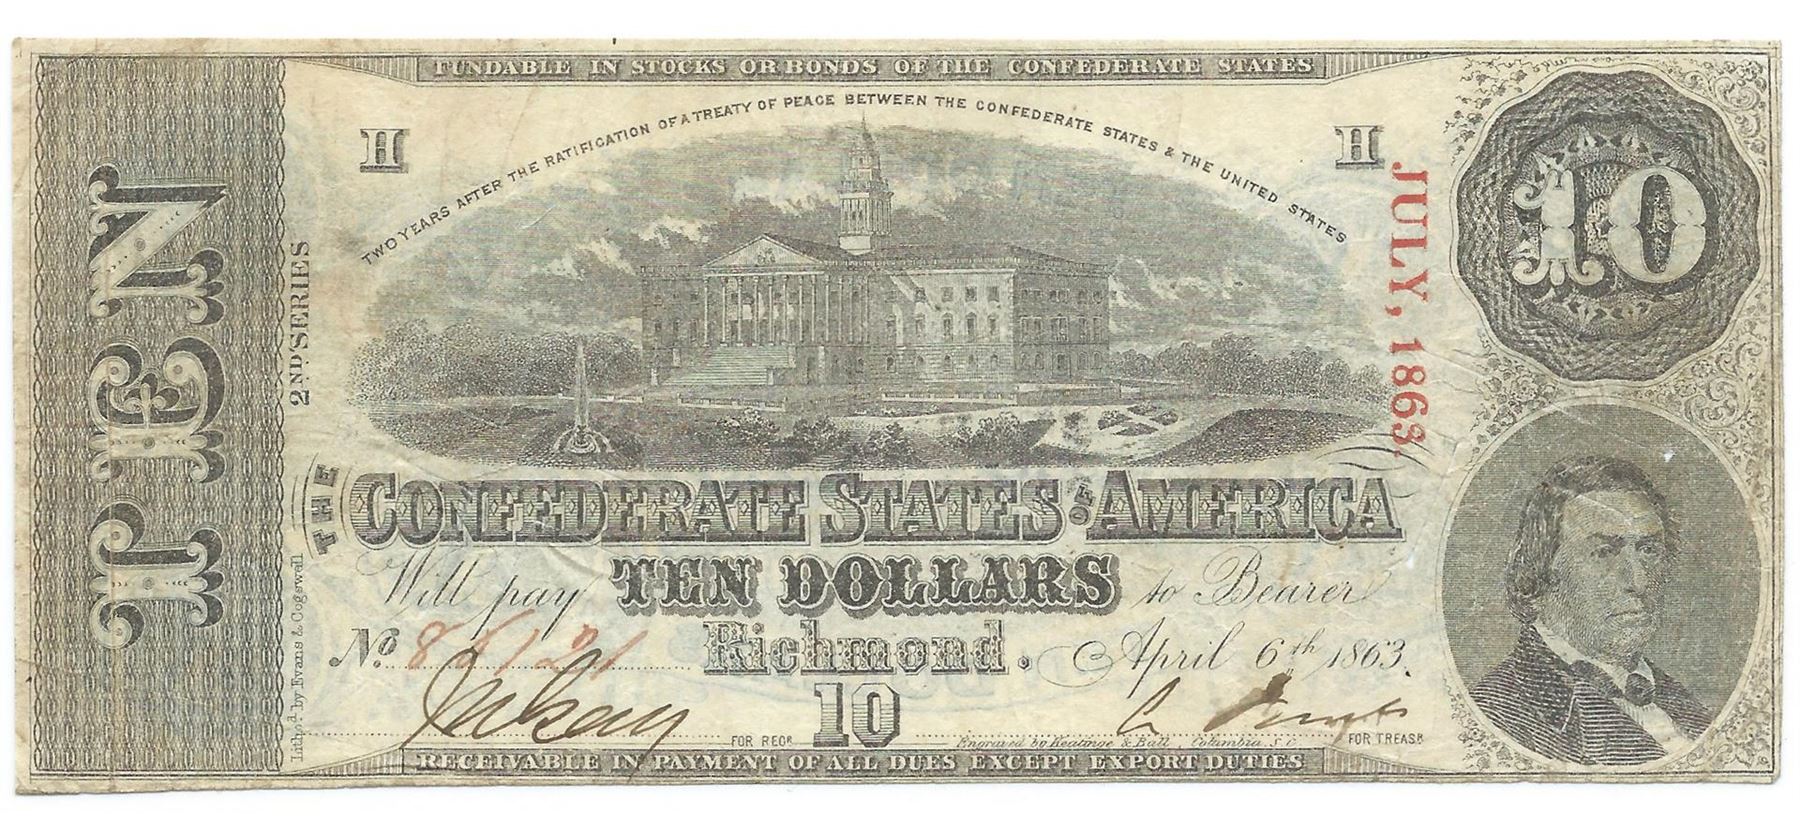 FUNDABLE IN STOCKS OR BONDS OF THE CONFEDERATE STATES
TWO YEARS AFTER THE RATIFICATION OF A TREATY OF PEACE BETWEEN THE CONFEDERATE STATES & THE UNITED STATES
H
H
10
JULY, 1863.
TEN
2ND SERIES
THE CONFEDERATE STATES OF AMERICA
Will pay TEN DOLLARS to Bearer
No. Richmond. April 6th 1863.
10
FOR REGR
Engraved by Keatinge & Ball Columbia S.C.
FOR TREASR
RECEIVABLE IN PAYMENT OF ALL DUES EXCEPT EXPORT DUTIES
Lithod by Evans & Cogswell